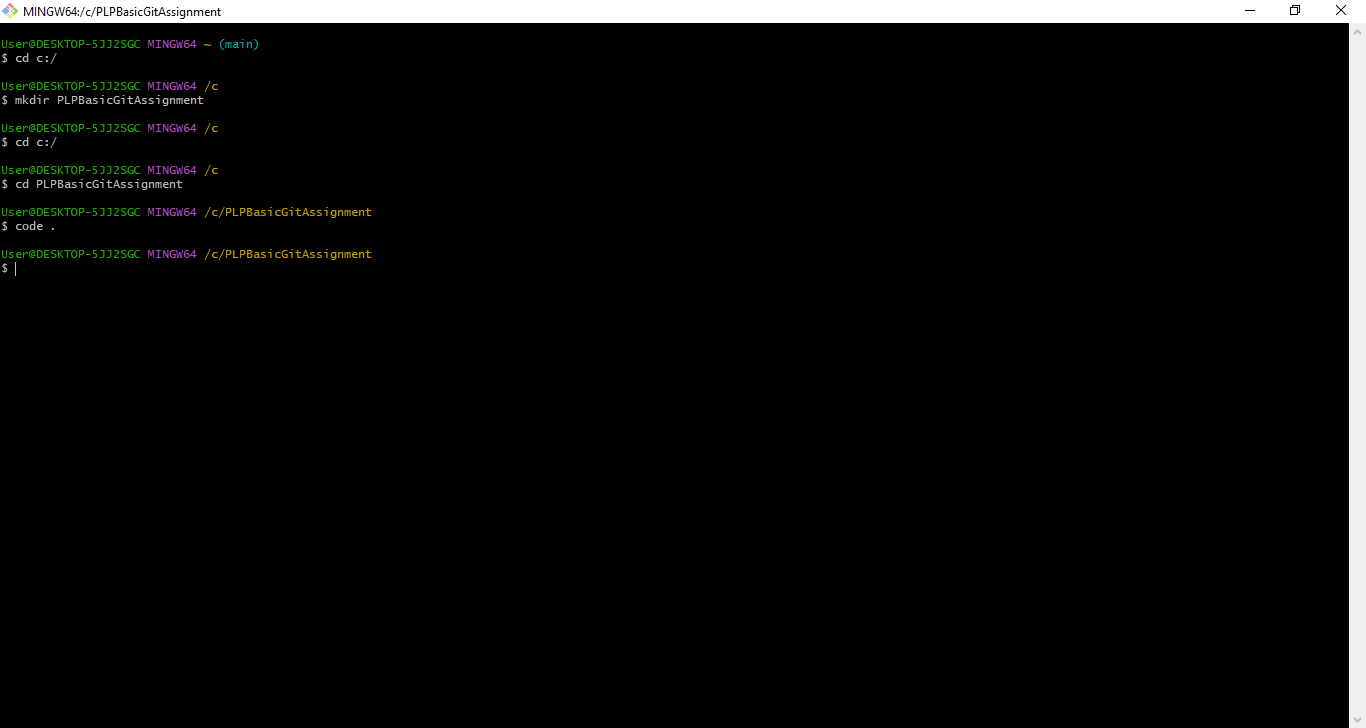 MINGW64:/c/PLPBasicGitAssignment
User@DESKTOP-5JJ2SGC MINGW64 ~ (main)
$ cd c:/
User@DESKTOP-5JJ2SGC MINGW64 /c
$ mkdir PLPBasicGitAssignment
User@DESKTOP-5JJ2SGC MINGW64 /c
$ cd c:/
User@DESKTOP-5JJ2SGC MINGW64 /c
$ cd PLPBasicGitAssignment
User@DESKTOP-5JJ2SGC MINGW64 /c/PLPBasicGitAssignment
$ code .
User@DESKTOP-5JJ2SGC MINGW64 /c/PLPBasicGitAssignment
$